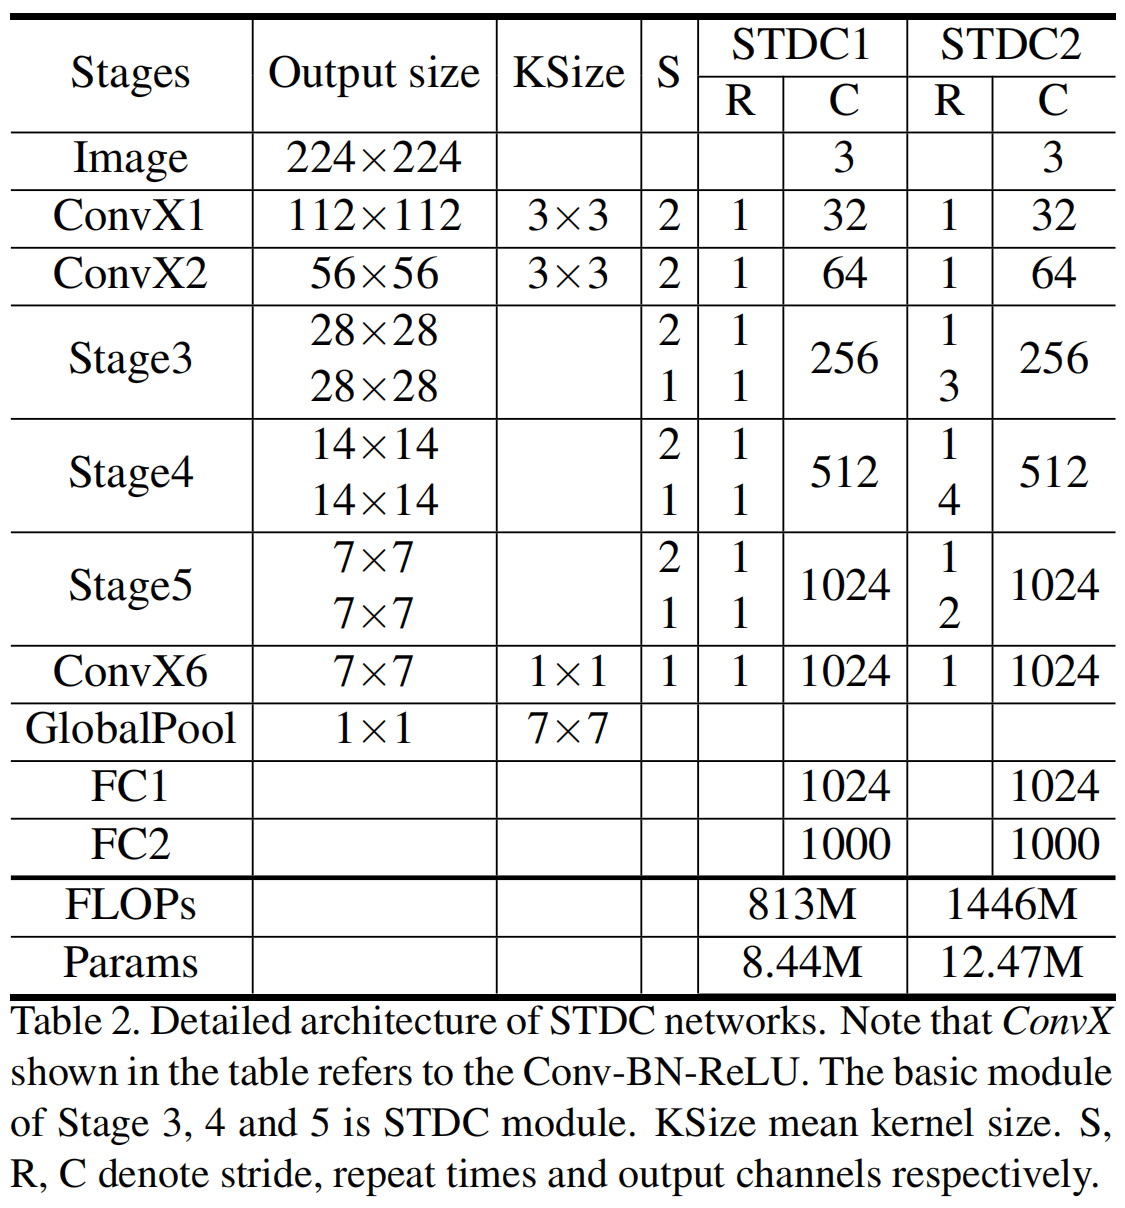 Stages Output size KSize S STDC1 STDC2
R C R C
Image 224×224 3 3
ConvX1 112×112 3×3 2 1 32 1 32
ConvX2 56×56 3×3 2 1 64 1 64
Stage3 28×28 2 1 256 1 256
28×28 1 1 3
Stage4 14×14 2 1 512 1 512
14×14 1 1 4
Stage5 7×7 2 1 1024 1 1024
7×7 1 1 2
ConvX6 7×7 1×1 1 1 1024 1 1024
GlobalPool 1×1 7×7
FC1 1024 1024
FC2 1000 1000
FLOPs 813M 1446M
Params 8.44M 12.47M
Table 2. Detailed architecture of STDC networks. Note that ConvX
shown in the table refers to the Conv-BN-ReLU. The basic module
of Stage 3, 4 and 5 is STDC module. KSize mean kernel size. S,
R, C denote stride, repeat times and output channels respectively.